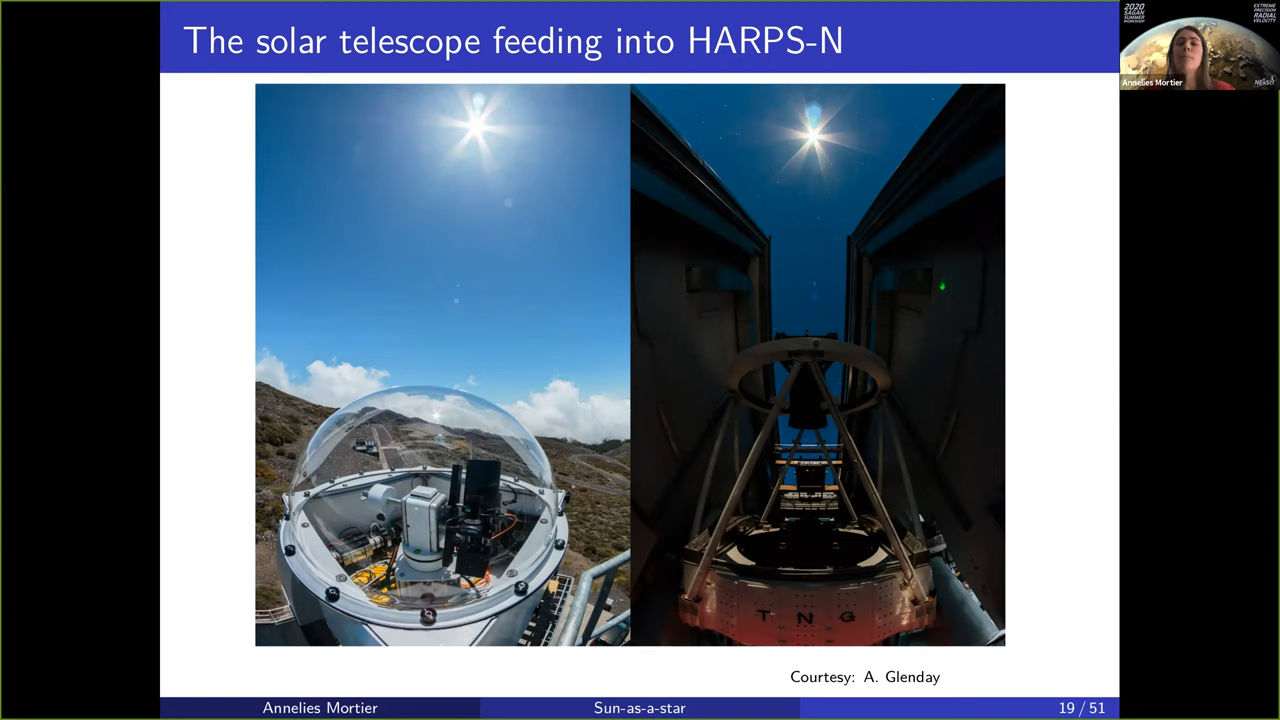 The solar telescope feeding into HARPS-N
2020
SAGAN
SUMMER
WORKSHOP
EXTREME
PRECISION
RADIAL
VELOCITY
Annelies Mortier
NExScI
T N G
Courtesy: A. Glenday
Annelies Mortier
Sun-as-a-star
19 / 51